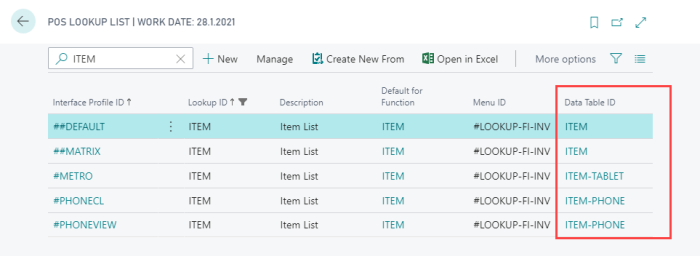 POS LOOKUP LIST | WORK DATE: 28.1.2021
ITEM New Manage Create New From Open in Excel More options
Interface Profile ID ↑ Lookup ID ↑ Description Default for Function Menu ID Data Table ID
##DEFAULT ITEM Item List ITEM #LOOKUP-FI-INV ITEM
##MATRIX ITEM Item List ITEM #LOOKUP-FI-INV ITEM
#METRO ITEM Item List ITEM #LOOKUP-FI-INV ITEM-TABLET
#PHONECL ITEM Item List ITEM #LOOKUP-FI-INV ITEM-PHONE
#PHONEVIEW ITEM Item List ITEM #LOOKUP-FI-INV ITEM-PHONE